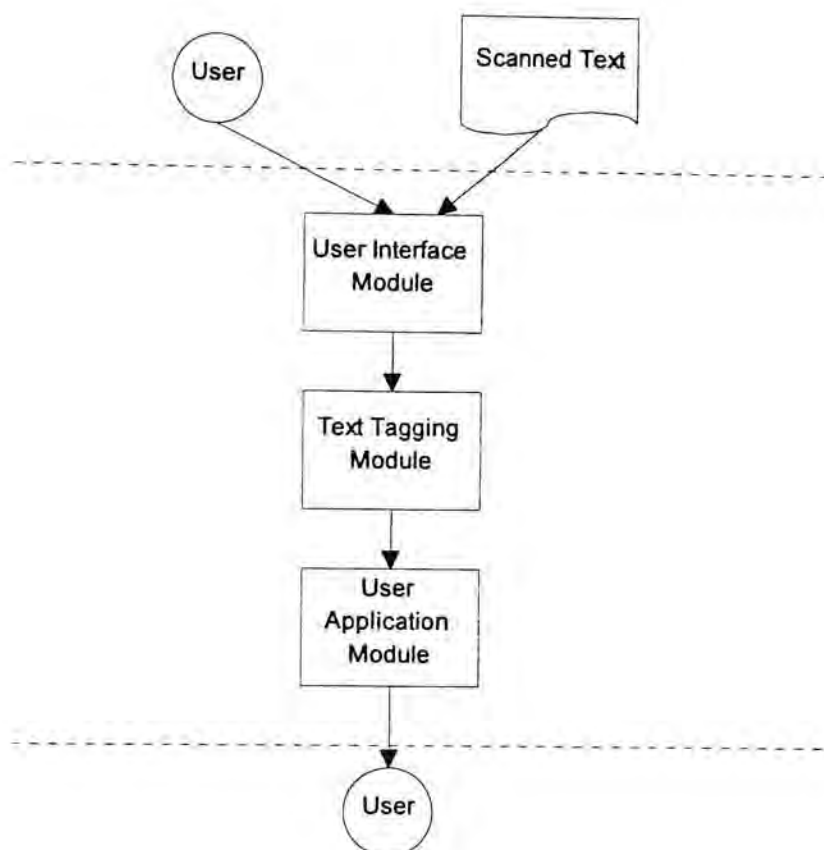 User
Scanned Text
User Interface
Module
Text Tagging
Module
User
Application
Module
User